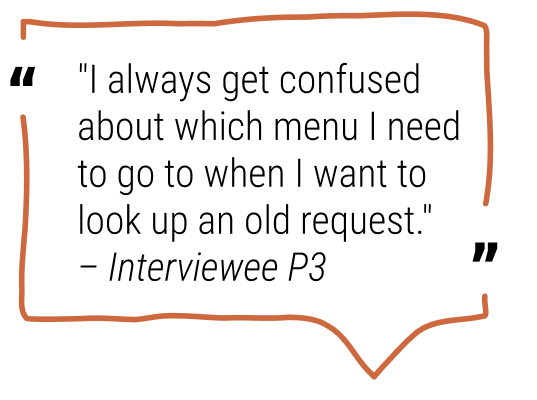 “
"I always get confused
about which menu I need
to go to when I want to
look up an old request."
– Interviewee P3
”